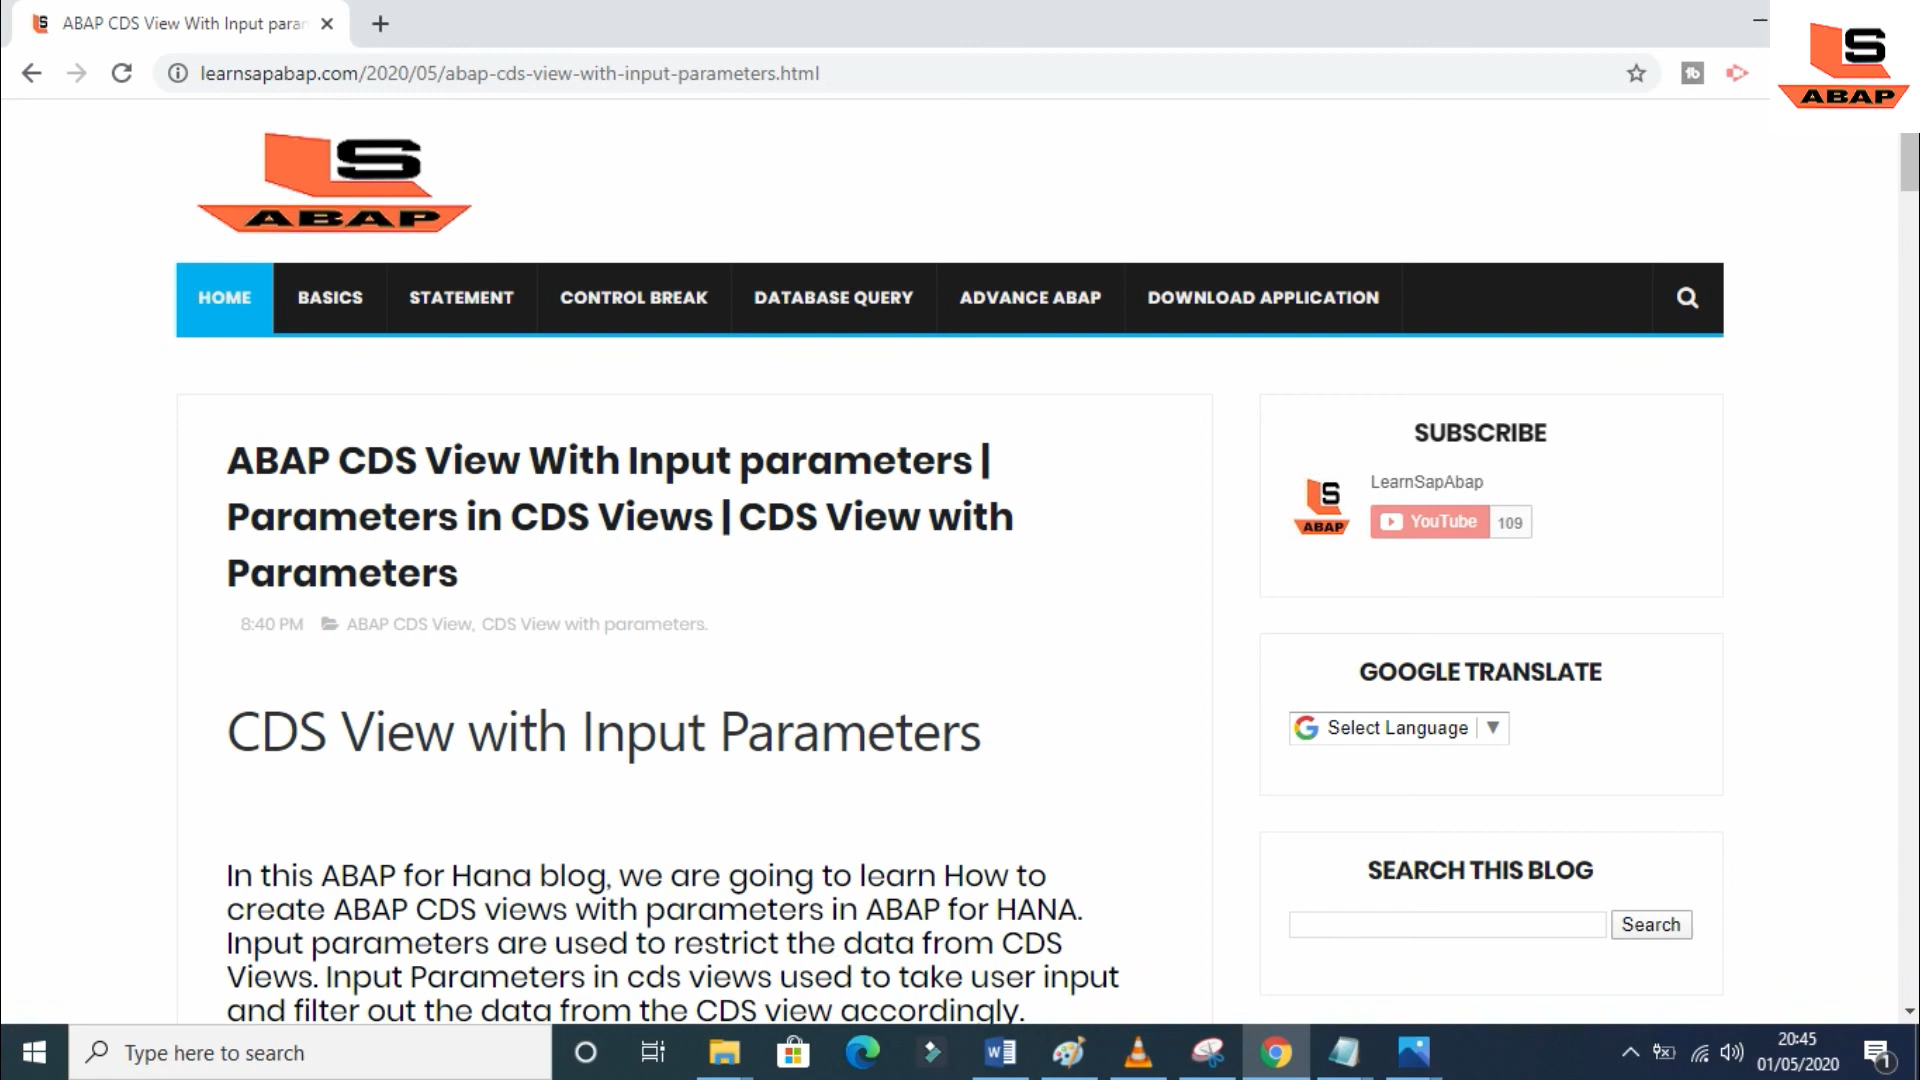 ABAP CDS View With Input para
learnsapabap.com/2020/05/abap-cds-view-with-input-parameters.html
S
ABAP
S
ABAP
HOME
BASICS
STATEMENT
CONTROL BREAK
DATABASE QUERY
ADVANCE ABAP
DOWNLOAD APPLICATION
ABAP CDS View With Input parameters |
Parameters in CDS Views | CDS View with
Parameters
8:40 PM
ABAP CDS View, CDS View with parameters.
CDS View with Input Parameters
In this ABAP for Hana blog, we are going to learn How to
create ABAP CDS views with parameters in ABAP for HANA.
Input parameters are used to restrict the data from CDS
Views. Input Parameters in cds views used to take user input
and filter out the data from the CDS view accordingly.
SUBSCRIBE
S
ABAP
LearnSapAbap
YouTube
109
GOOGLE TRANSLATE
Select Language
SEARCH THIS BLOG
Search
Type here to search
20:45
01/05/2020
1